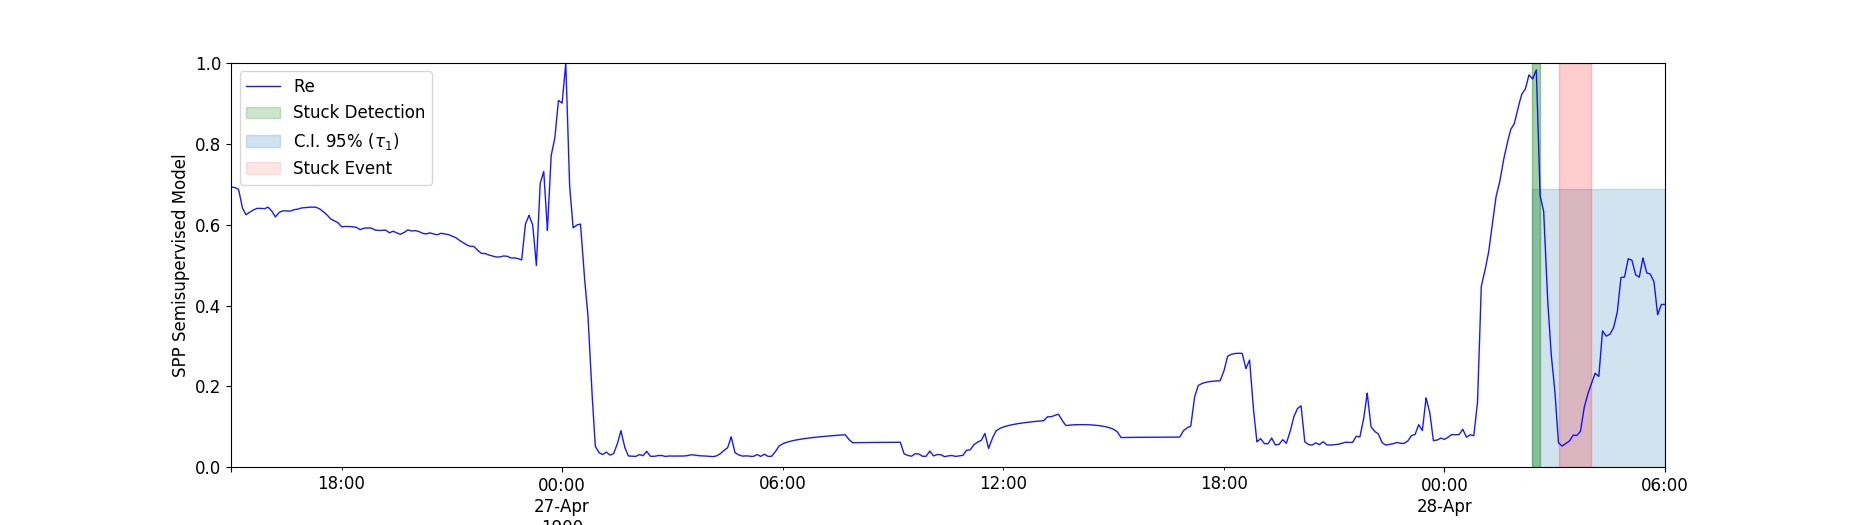 1.0
0.8
0.6
0.4
0.2
0.0
SPP Semisupervised Model
Re
Stuck Detection
C.I. 95% (τ₁)
Stuck Event
18:00
00:00
27-Apr
1900
06:00
12:00
18:00
00:00
28-Apr
06:00